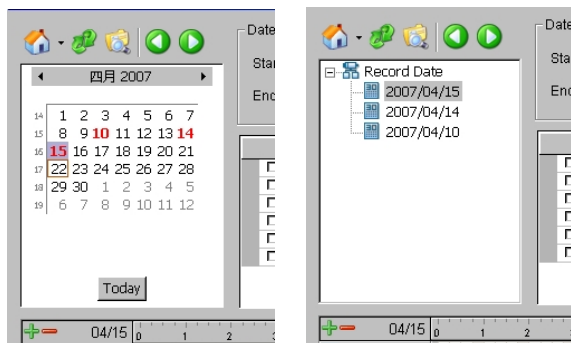 Date
Sta
End
四月 2007
14 1 2 3 4 5 6 7
15 8 9 10 11 12 13 14
16 15 16 17 18 19 20 21
17 22 23 24 25 26 27 28
18 29 30 1 2 3 4 5
19 6 7 8 9 10 11 12
Today
04/15 0 1 2
Date
Sta
End
Record Date
2007/04/15
2007/04/14
2007/04/10
04/15 0 1 2